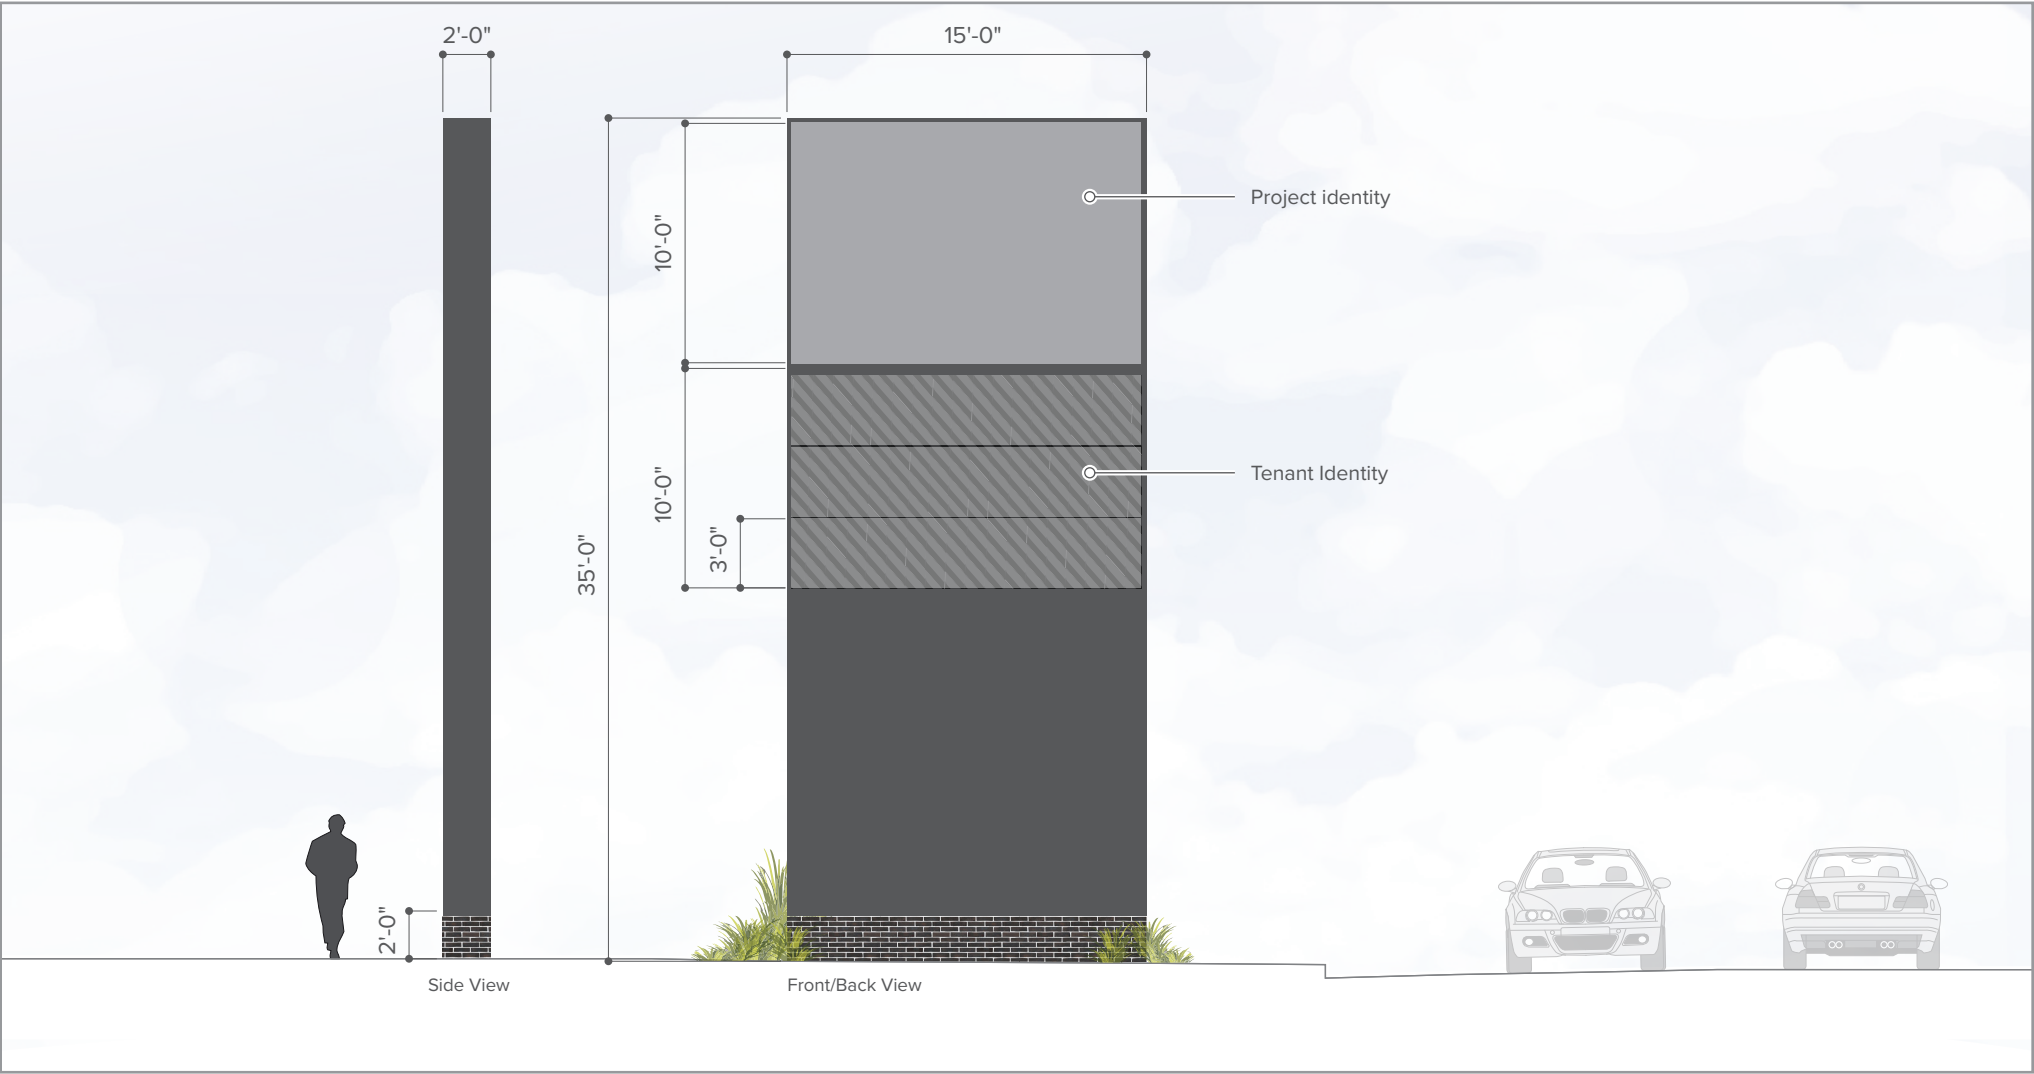 2'-0"
15'-0"
Project identity
10'-0"
Tenant Identity
10'-0"
3'-0"
35'-0"
2'-0"
Side View
Front/Back View